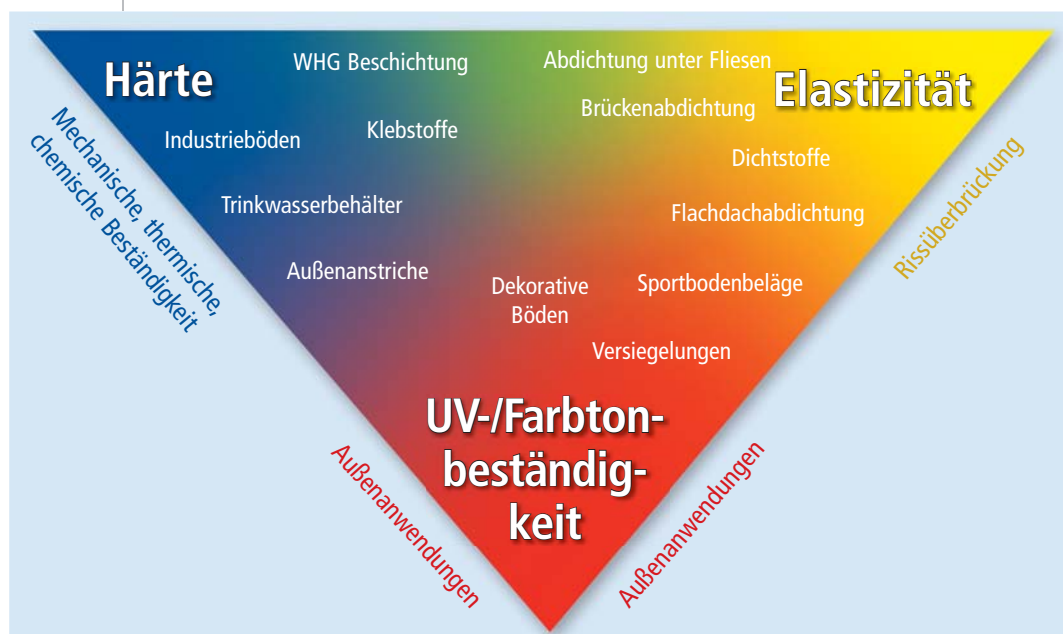 WHG Beschichtung
Abdichtung unter Fliesen
Härte
Elastizität
Brückenabdichtung
Klebstoffe
Industrieböden
Dichtstoffe
Mechanische, thermische,
chemische Beständigkeit
Rissüberbrückung
Trinkwasserbehälter
Flachdachabdichtung
Außenanstriche
Dekorative
Böden
Sportbodenbeläge
Versiegelungen
UV-/Farbton-
beständig-
keit
Außenanwendungen
Außenanwendungen